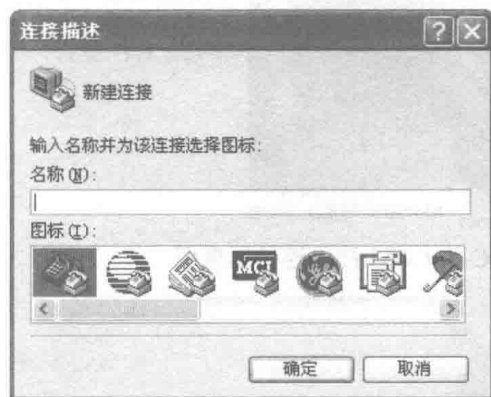 连接描述
新建连接
输入名称并为该连接选择图标:
名称(N):
图标(I):
MCI
确定
取消